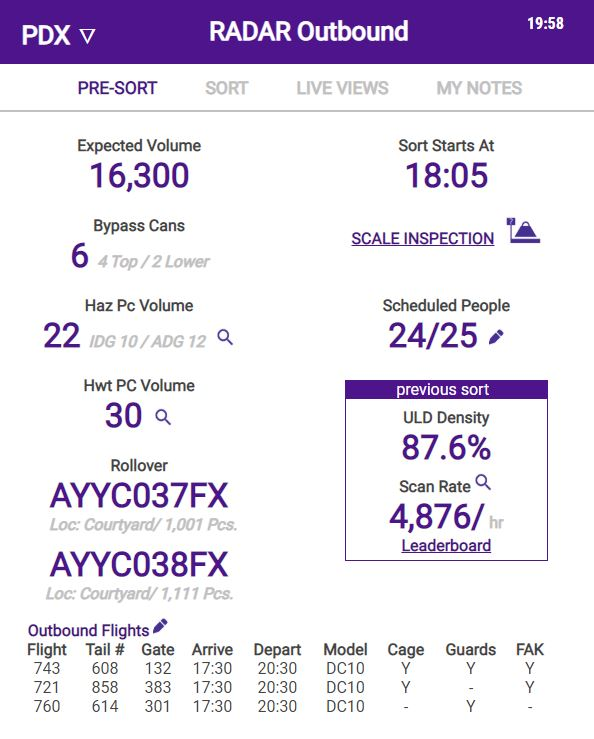 PDX ▽ RADAR Outbound 19:58
PRE-SORT SORT LIVE VIEWS MY NOTES
Expected Volume
16,300
Sort Starts At
18:05
Bypass Cans
6 4 Top / 2 Lower
SCALE INSPECTION ?
Haz Pc Volume
22 IDG 10 / ADG 12
Scheduled People
24/25
Hwt PC Volume
30
previous sort
ULD Density
87.6%
Scan Rate
4,876/ hr
Leaderboard
Rollover
AYYC037FX
Loc: Courtyard/ 1,001 Pcs.
AYYC038FX
Loc: Courtyard/ 1,111 Pcs.
Outbound Flights
Flight Tail # Gate Arrive Depart Model Cage Guards FAK
743 608 132 17:30 20:30 DC10 Y Y Y
721 858 383 17:30 20:30 DC10 Y - Y
760 614 301 17:30 20:30 DC10 - Y -